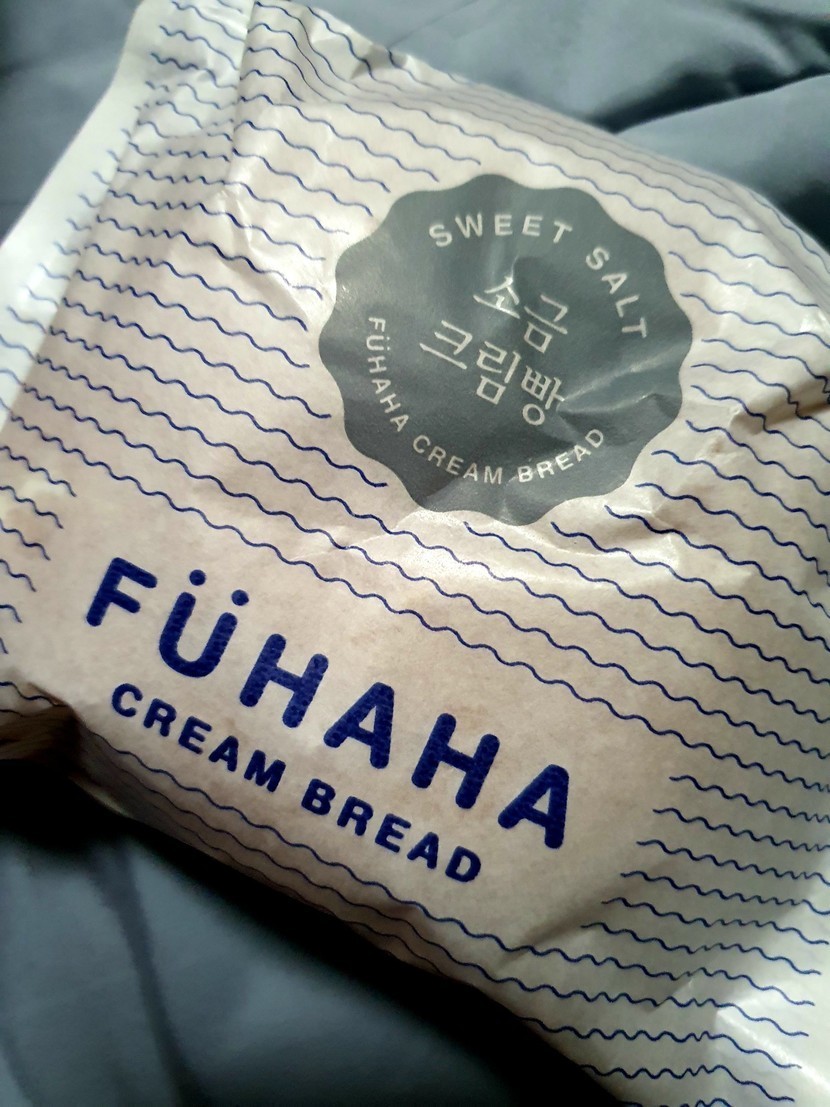 SWEET SALT
소금
크림빵
FÜHAHA CREAM BREAD
FÜHAHA
CREAM BREAD